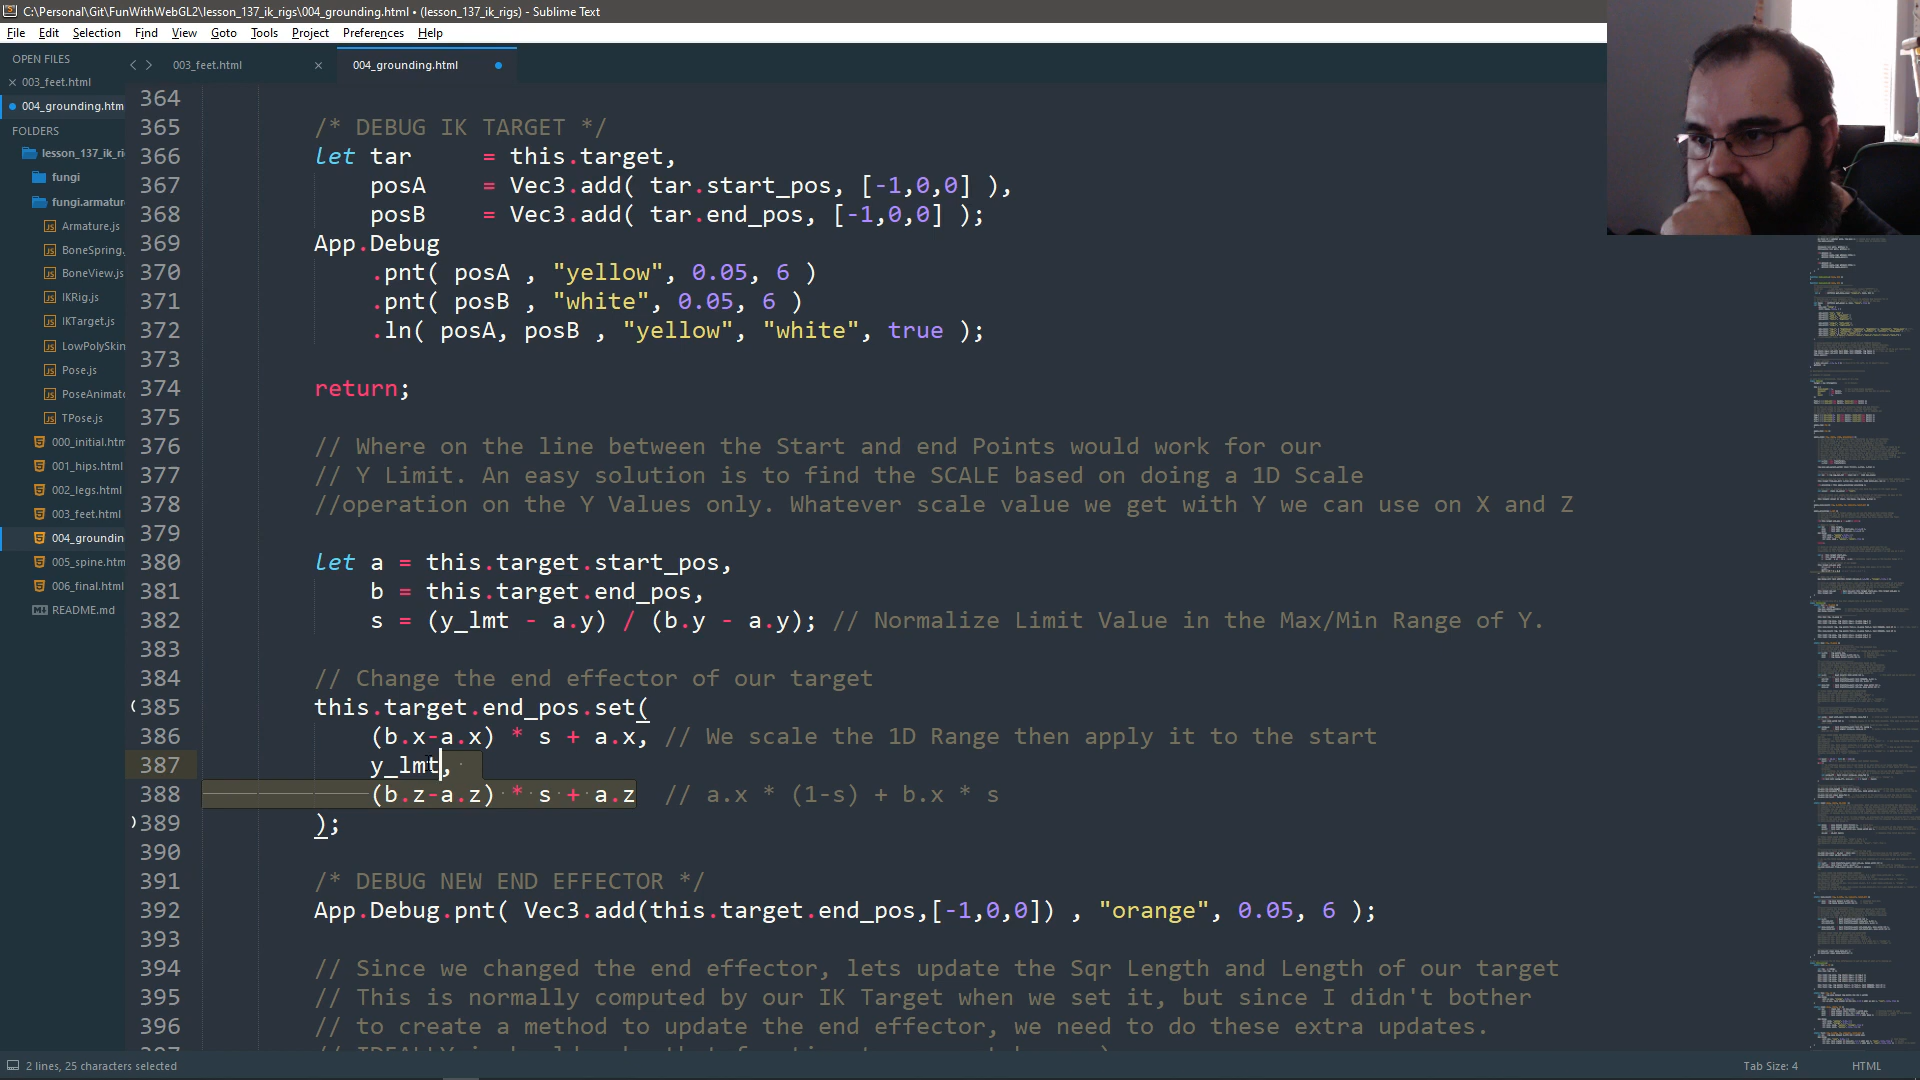 C:\Personal\Git\FunWithWebGL2\lesson_137_ik_rigs\004_grounding.html • (lesson_137_ik_rigs) - Sublime Text
File Edit Selection Find View Goto Tools Project Preferences Help
OPEN FILES
003_feet.html
004_grounding.htm
FOLDERS
lesson_137_ik_ri
fungi
fungi.armatur
Armature.js
BoneSpring.
BoneView.js
IKRig.js
IKTarget.js
LowPolySkin
Pose.js
PoseAnimato
TPose.js
000_initial.htm
001_hips.html
002_legs.html
003_feet.html
004_groundin
005_spine.htm
006_final.html
README.md
003_feet.html
004_grounding.html
364
365 /* DEBUG IK TARGET */
366 let tar = this.target,
367 posA = Vec3.add( tar.start_pos, [-1,0,0] ),
368 posB = Vec3.add( tar.end_pos, [-1,0,0] );
369 App.Debug
370 .pnt( posA , "yellow", 0.05, 6 )
371 .pnt( posB , "white", 0.05, 6 )
372 .ln( posA, posB , "yellow", "white", true );
373
374 return;
375
376 // Where on the line between the Start and end Points would work for our
377 // Y Limit. An easy solution is to find the SCALE based on doing a 1D Scale
378 //operation on the Y Values only. Whatever scale value we get with Y we can use on X and Z
379
380 let a = this.target.start_pos,
381 b = this.target.end_pos,
382 s = (y_lmt - a.y) / (b.y - a.y); // Normalize Limit Value in the Max/Min Range of Y.
383
384 // Change the end effector of our target
385 this.target.end_pos.set(
386 (b.x-a.x) * s + a.x, // We scale the 1D Range then apply it to the start
387 y_lmt,
388 (b.z-a.z) * s + a.z // a.x * (1-s) + b.x * s
389 );
390
391 /* DEBUG NEW END EFFECTOR */
392 App.Debug.pnt( Vec3.add(this.target.end_pos,[-1,0,0]) , "orange", 0.05, 6 );
393
394 // Since we changed the end effector, lets update the Sqr Length and Length of our target
395 // This is normally computed by our IK Target when we set it, but since I didn't bother
396 // to create a method to update the end effector, we need to do these extra updates.
2 lines, 25 characters selected
Tab Size: 4
HTML